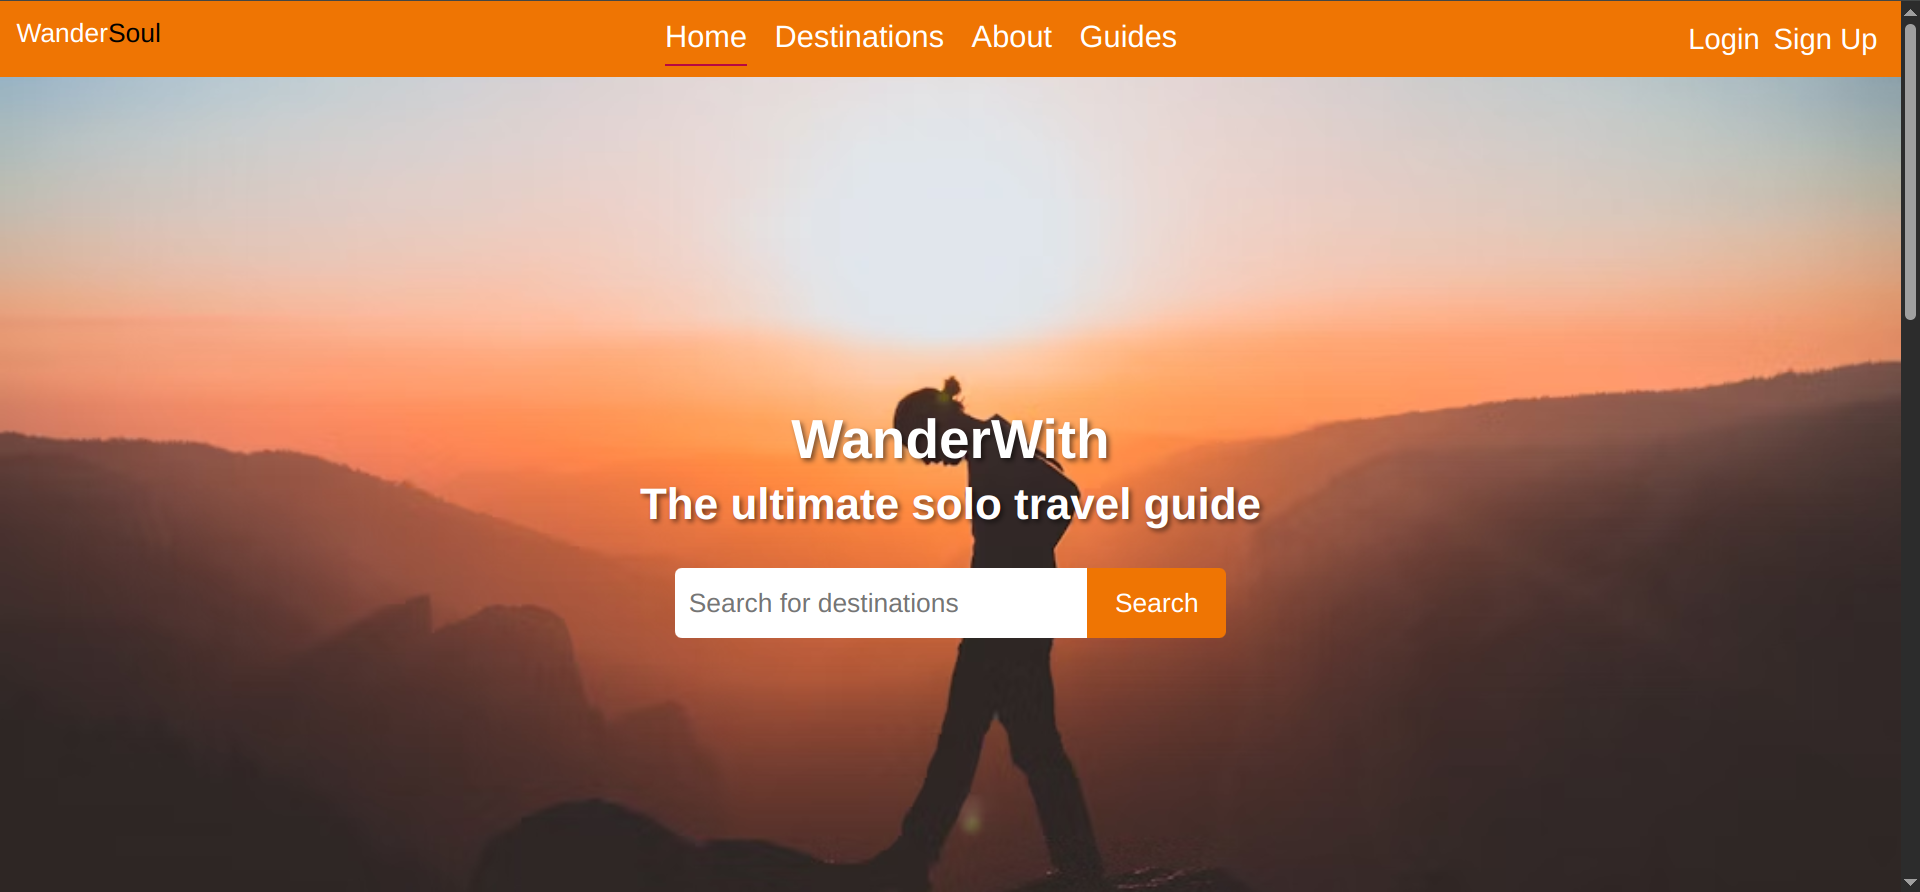 WanderSoul Home Destinations About Guides Login Sign Up
WanderWith
The ultimate solo travel guide
Search for destinations Search